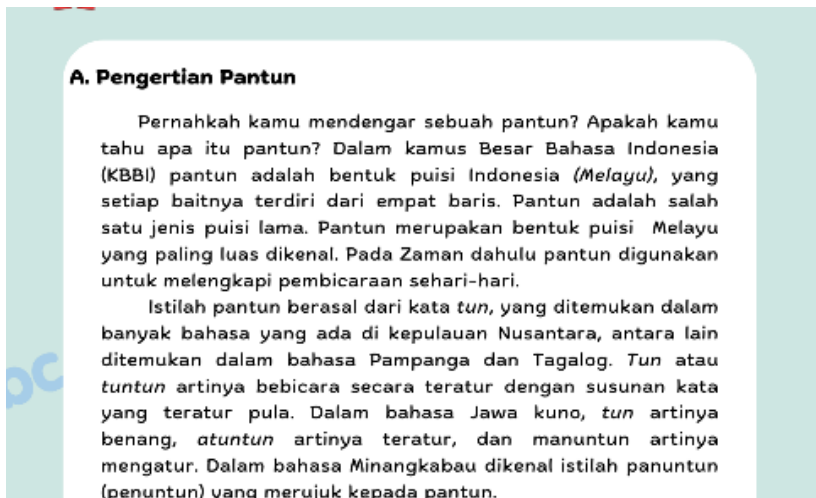 A. Pengertian Pantun
Pernahkah kamu mendengar sebuah pantun? Apakah kamu
tahu apa itu pantun? Dalam kamus Besar Bahasa Indonesia
(KBBI) pantun adalah bentuk puisi Indonesia (Melayu), yang
setiap baitnya terdiri dari empat baris. Pantun adalah salah
satu jenis puisi lama. Pantun merupakan bentuk puisi Melayu
yang paling luas dikenal. Pada Zaman dahulu pantun digunakan
untuk melengkapi pembicaraan sehari-hari.
Istilah pantun berasal dari kata tun, yang ditemukan dalam
banyak bahasa yang ada di kepulauan Nusantara, antara lain
ditemukan dalam bahasa Pampanga dan Tagalog. Tun atau
tuntun artinya bebicara secara teratur dengan susunan kata
yang teratur pula. Dalam bahasa Jawa kuno, tun artinya
benang, atuntun artinya teratur, dan manuntun artinya
mengatur. Dalam bahasa Minangkabau dikenal istilah panuntun
(penuntun) yang merujuk kepada pantun.